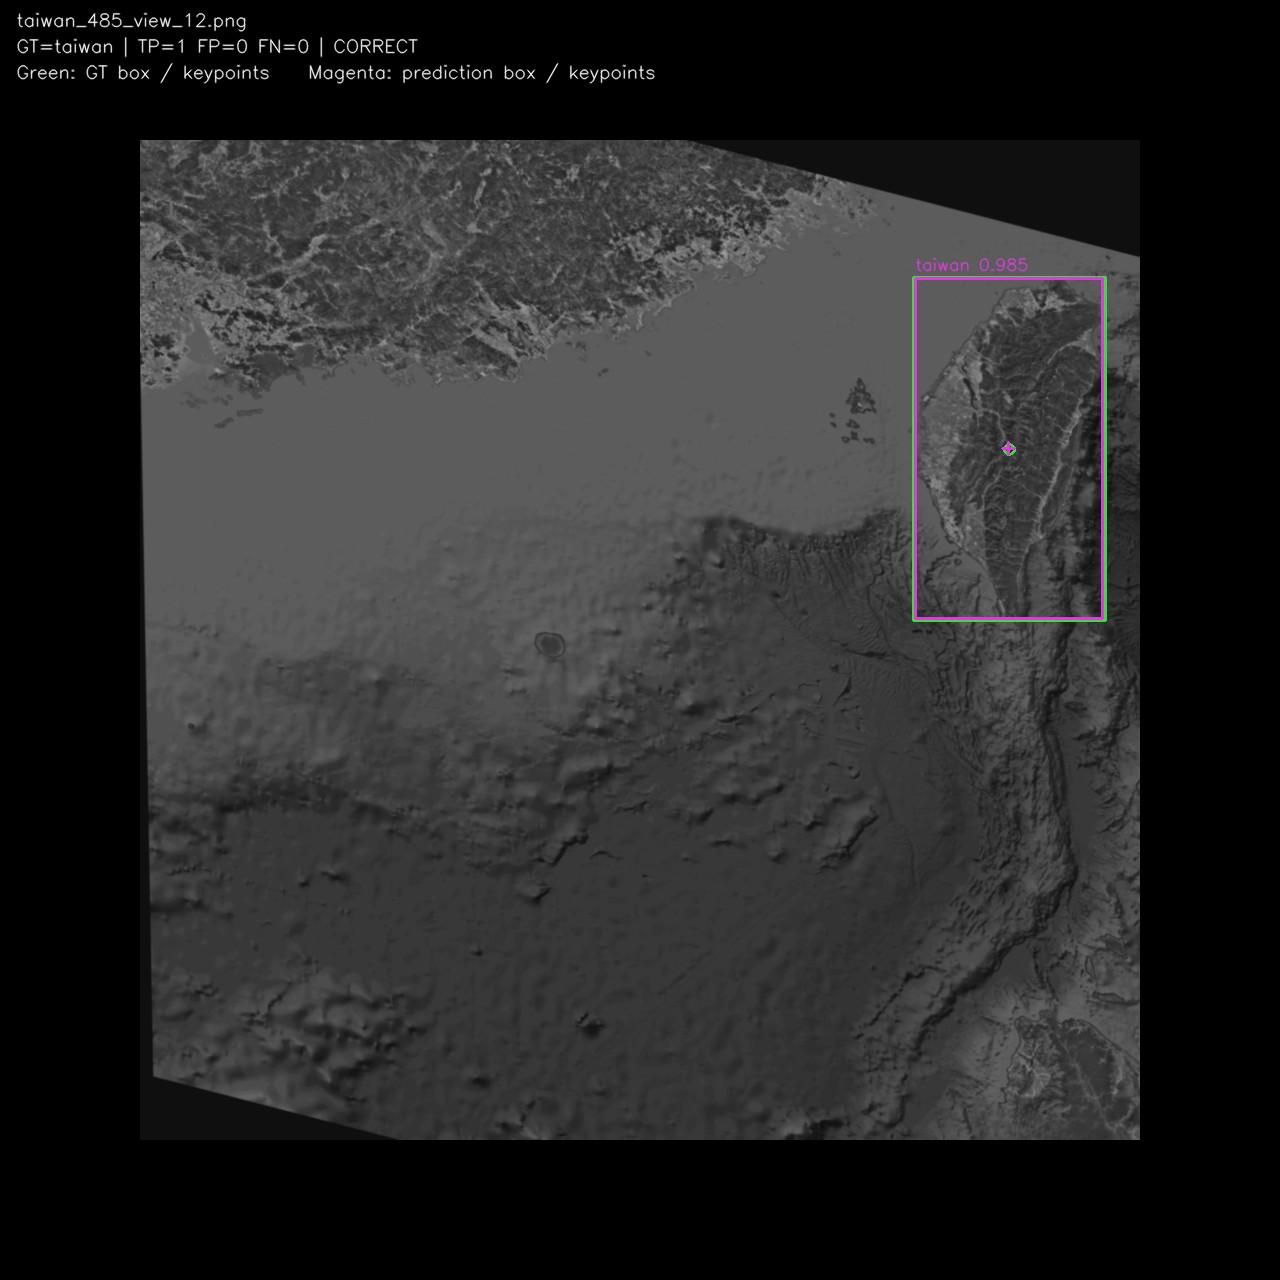 taiwan_485_view_12.png
GT=taiwan | TP=1 FP=0 FN=0 | CORRECT
Green: GT box / keypoints    Magenta: prediction box / keypoints
taiwan 0.985